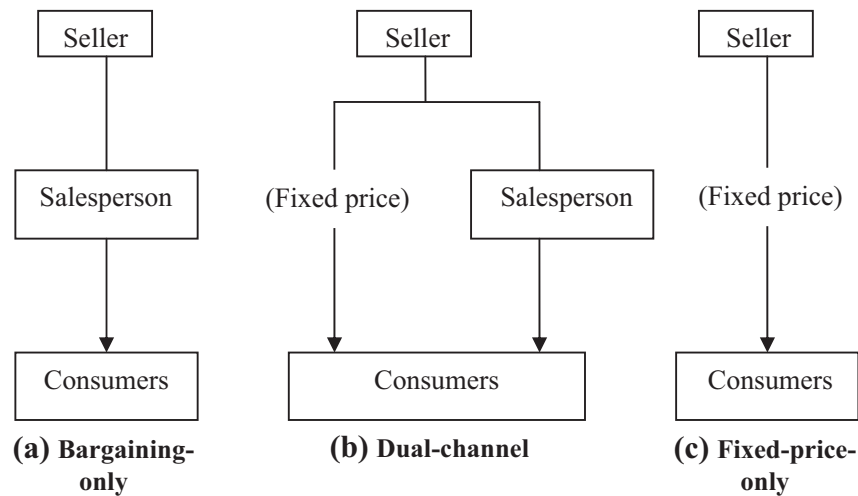 Seller
Seller
Seller
Salesperson
(Fixed price)
Salesperson
(Fixed price)
Consumers
Consumers
Consumers
(a) Bargaining-
only
(b) Dual-channel
(c) Fixed-price-
only